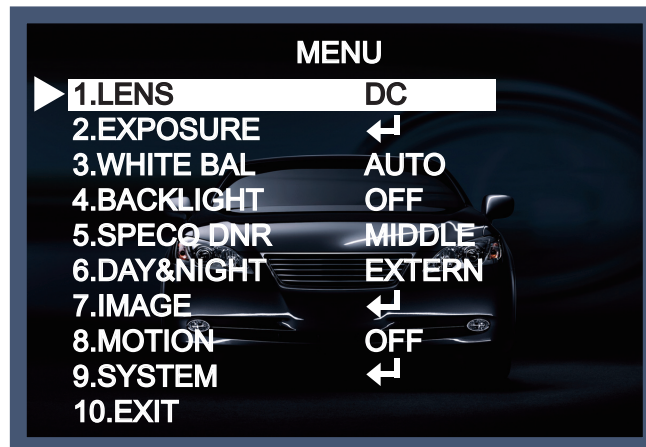 MENU
1.LENS DC
2.EXPOSURE ↵
3.WHITE BAL AUTO
4.BACKLIGHT OFF
5.SPECO DNR MIDDLE
6.DAY&NIGHT EXTERN
7.IMAGE ↵
8.MOTION OFF
9.SYSTEM ↵
10.EXIT